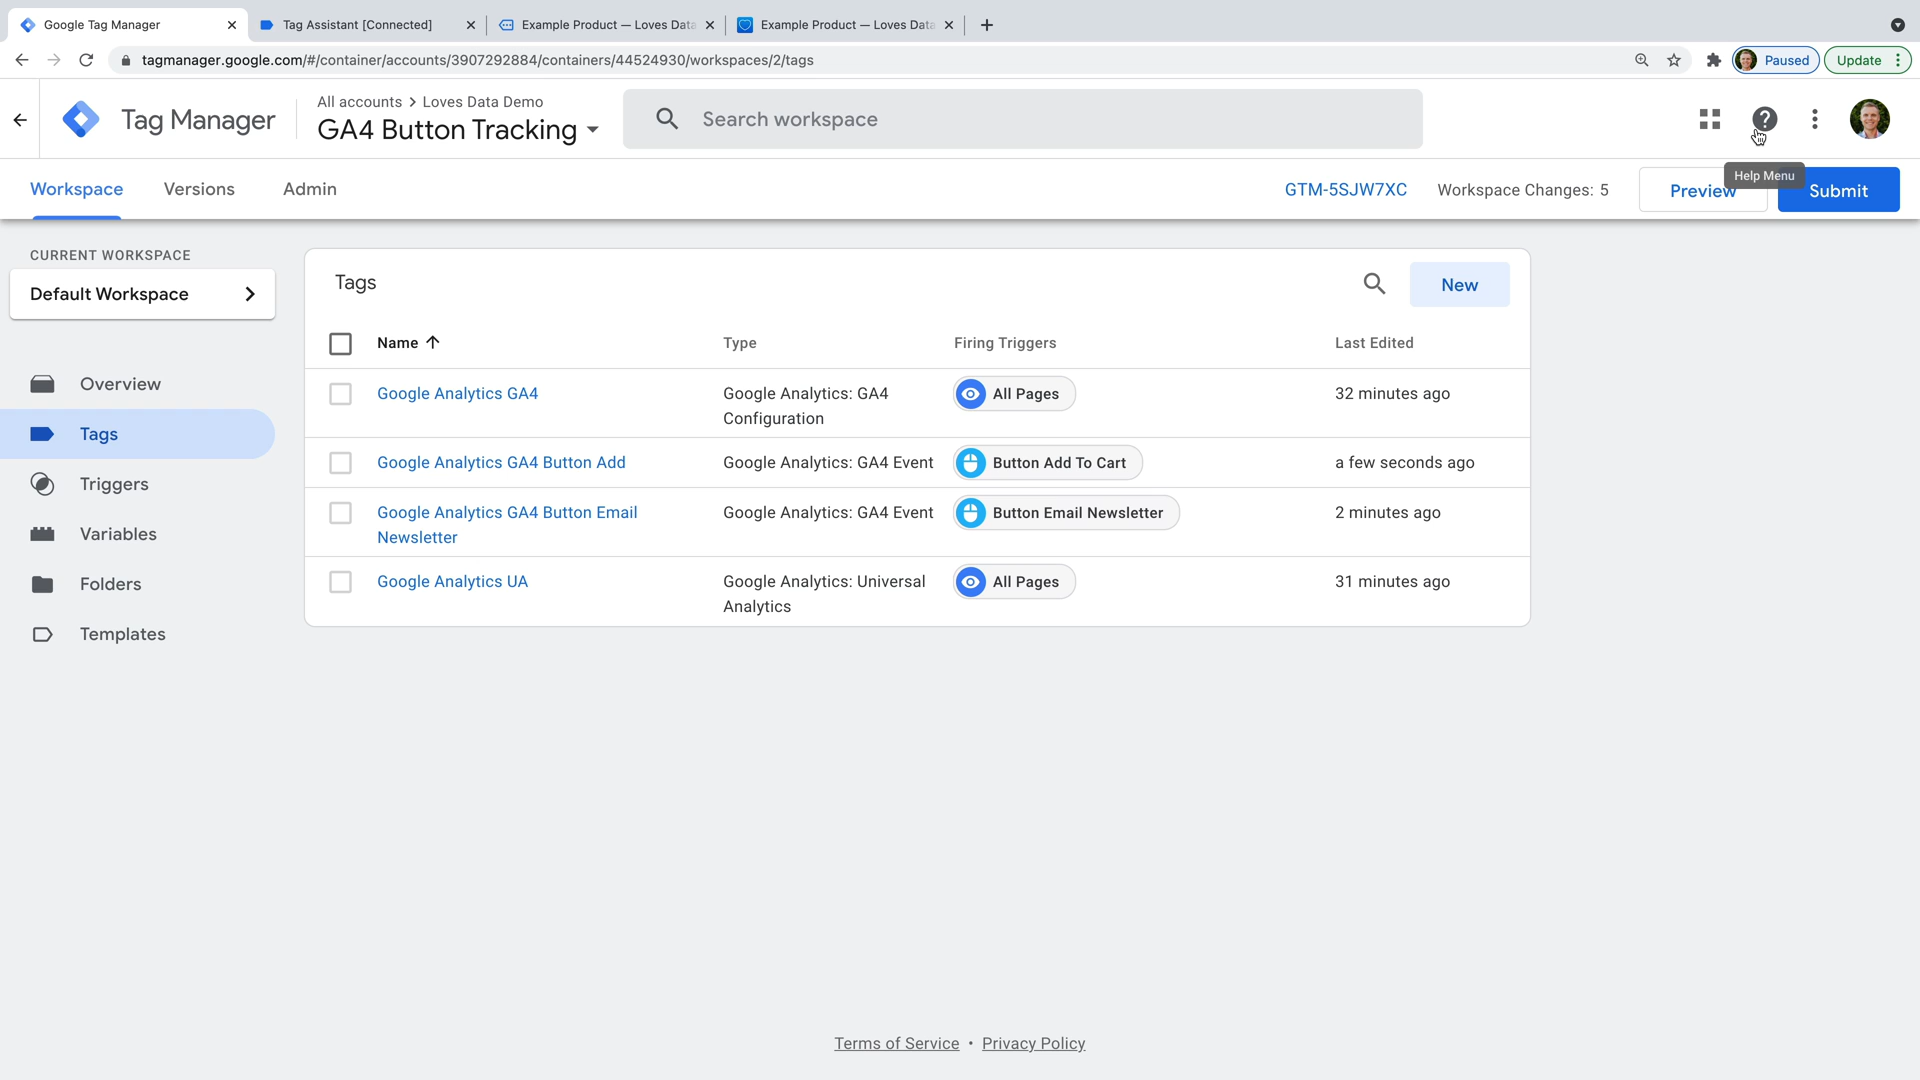 Google Tag Manager
Tag Assistant [Connected]
Example Product — Loves Data
Example Product — Loves Data
tagmanager.google.com/#/container/accounts/3907292884/containers/44524930/workspaces/2/tags
Paused
Update
Tag Manager
All accounts > Loves Data Demo
GA4 Button Tracking
Search workspace
Help Menu
Workspace
Versions
Admin
GTM-5SJW7XC
Workspace Changes: 5
Preview
Submit
CURRENT WORKSPACE
Default Workspace
Overview
Tags
Triggers
Variables
Folders
Templates
Tags
New
Name
Type
Firing Triggers
Last Edited
Google Analytics GA4
Google Analytics: GA4
Configuration
All Pages
32 minutes ago
Google Analytics GA4 Button Add
Google Analytics: GA4 Event
Button Add To Cart
a few seconds ago
Google Analytics GA4 Button Email
Newsletter
Google Analytics: GA4 Event
Button Email Newsletter
2 minutes ago
Google Analytics UA
Google Analytics: Universal
Analytics
All Pages
31 minutes ago
Terms of Service • Privacy Policy